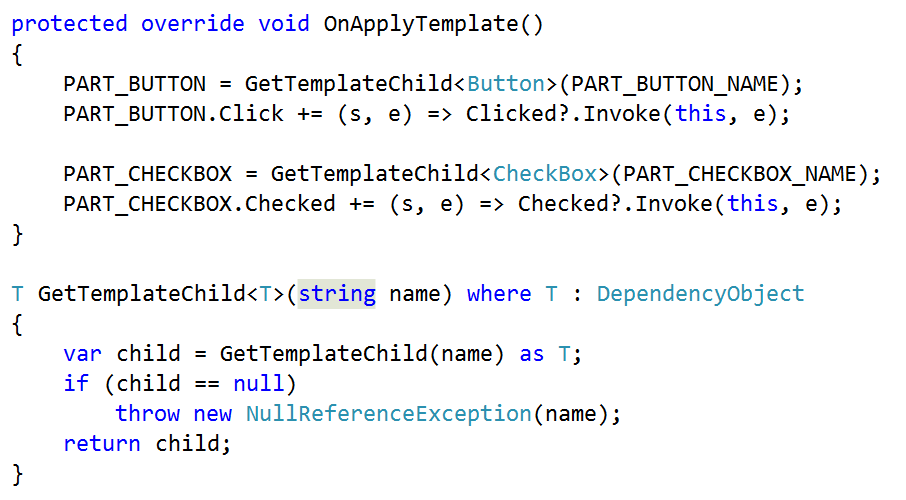 protected override void OnApplyTemplate()
{
    PART_BUTTON = GetTemplateChild<Button>(PART_BUTTON_NAME);
    PART_BUTTON.Click += (s, e) => Clicked?.Invoke(this, e);

    PART_CHECKBOX = GetTemplateChild<CheckBox>(PART_CHECKBOX_NAME);
    PART_CHECKBOX.Checked += (s, e) => Checked?.Invoke(this, e);
}

T GetTemplateChild<T>(string name) where T : DependencyObject
{
    var child = GetTemplateChild(name) as T;
    if (child == null)
        throw new NullReferenceException(name);
    return child;
}